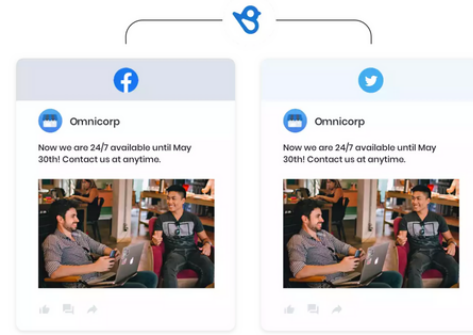 Omnicorp
Now we are 24/7 available until May
30th! Contact us at anytime.
Omnicorp
Now we are 24/7 available until May
30th! Contact us at anytime.